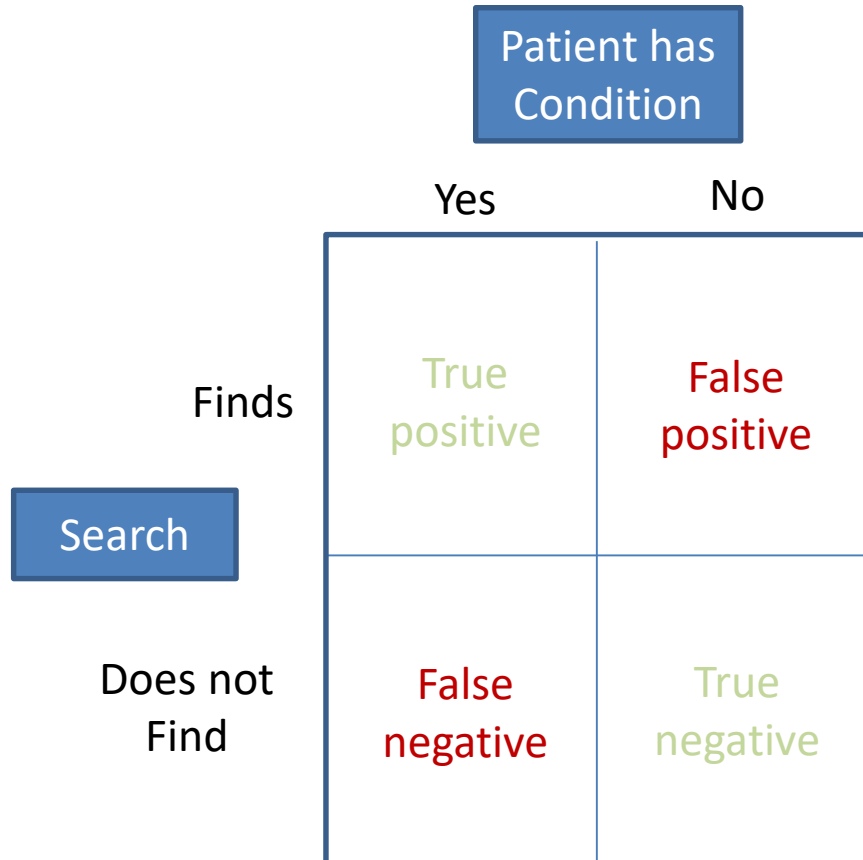 Patient has
Condition
Yes
No
Finds
True
positive
False
positive
Search
Does not
Find
False
negative
True
negative